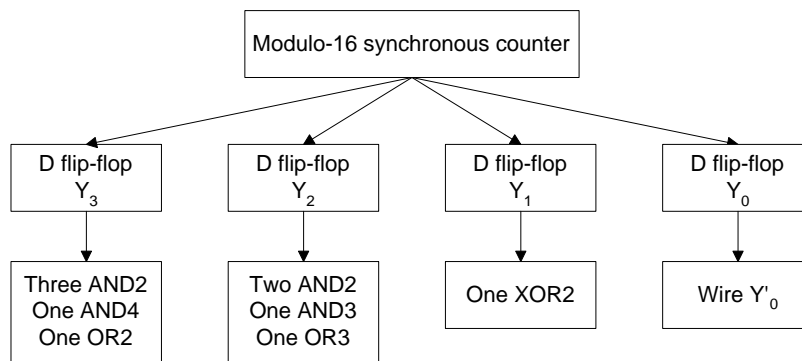 Modulo-16 synchronous counter
D flip-flop
Y3
D flip-flop
Y2
D flip-flop
Y1
D flip-flop
Y0
Three AND2
One AND4
One OR2
Two AND2
One AND3
One OR3
One XOR2
Wire Y'0